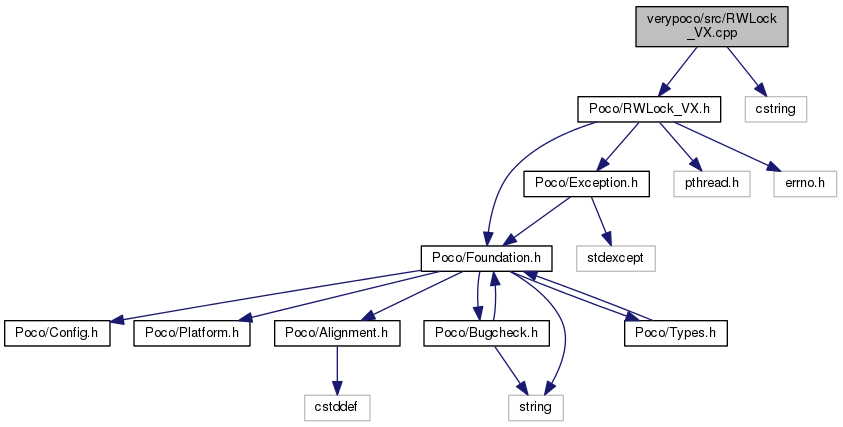 verypoco/src/RWLock
_VX.cpp
Poco/RWLock_VX.h
cstring
Poco/Exception.h
pthread.h
errno.h
Poco/Foundation.h
stdexcept
Poco/Config.h
Poco/Platform.h
Poco/Alignment.h
Poco/Bugcheck.h
Poco/Types.h
cstddef
string